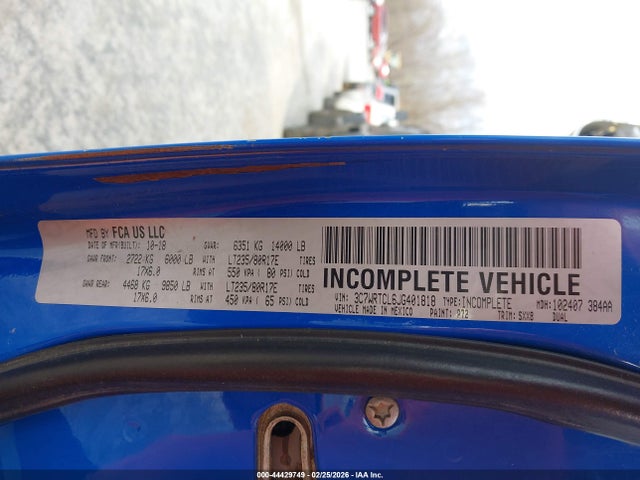 MFD BY FCA US LLC
DATE OF MFR(BUILT): 10-18 GVWR: 6351 KG 14000 LB
GAWR FRONT: 2722 KG 6000 LB WITH LT235/80R17E TIRES
17X6.0 RIMS AT 550 KPA ( 80 PSI) COLD
GAWR REAR: 4468 KG 9850 LB WITH LT235/80R17E TIRES
17X6.0 RIMS AT 450 KPA ( 65 PSI) COLD
INCOMPLETE VEHICLE
VIN: 3C7WRTCL6JG401818 TYPE: INCOMPLETE MDH: 102407 384AA
VEHICLE MADE IN MEXICO PAINT: TRIM: SXX8 DUAL
000-44429749 - 02/25/2026 - IAA Inc.